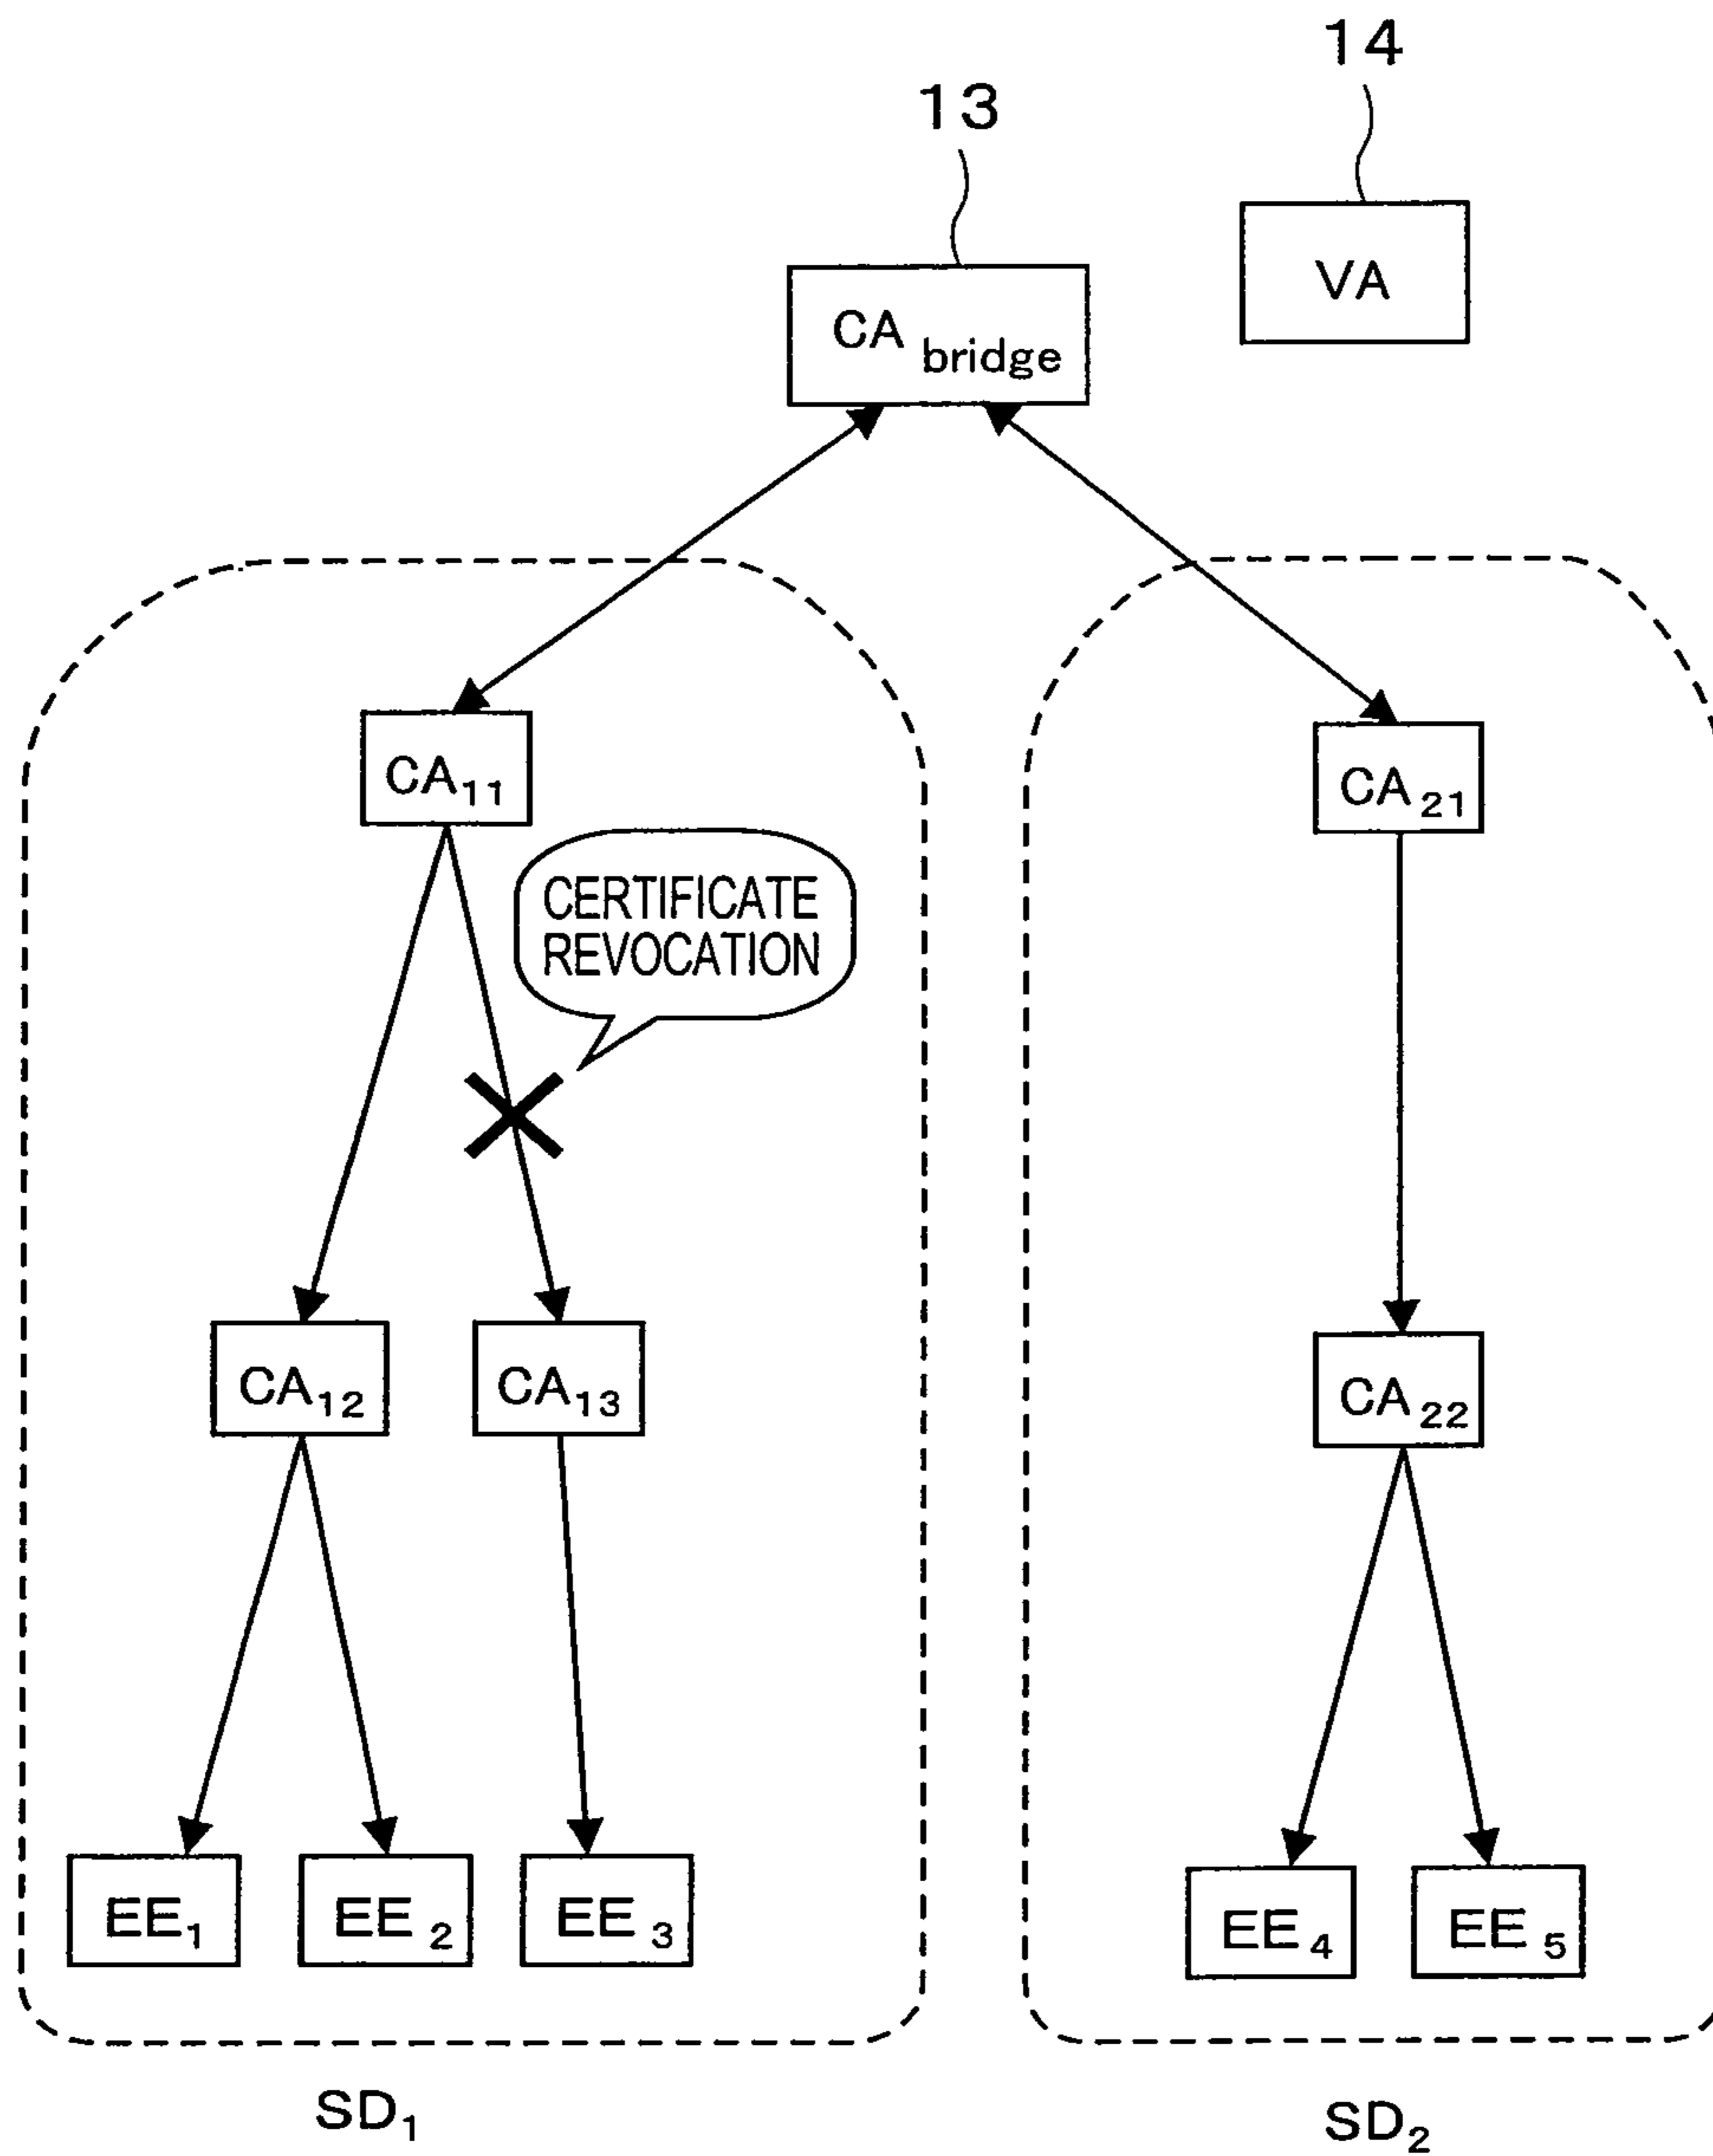 14
13
VA
CA bridge
CA₁₁
CA₂₁
CERTIFICATE
REVOCATION
CA₁₂
CA₁₃
CA₂₂
EE₁
EE₂
EE₃
EE₄
EE₅
SD₁
SD₂